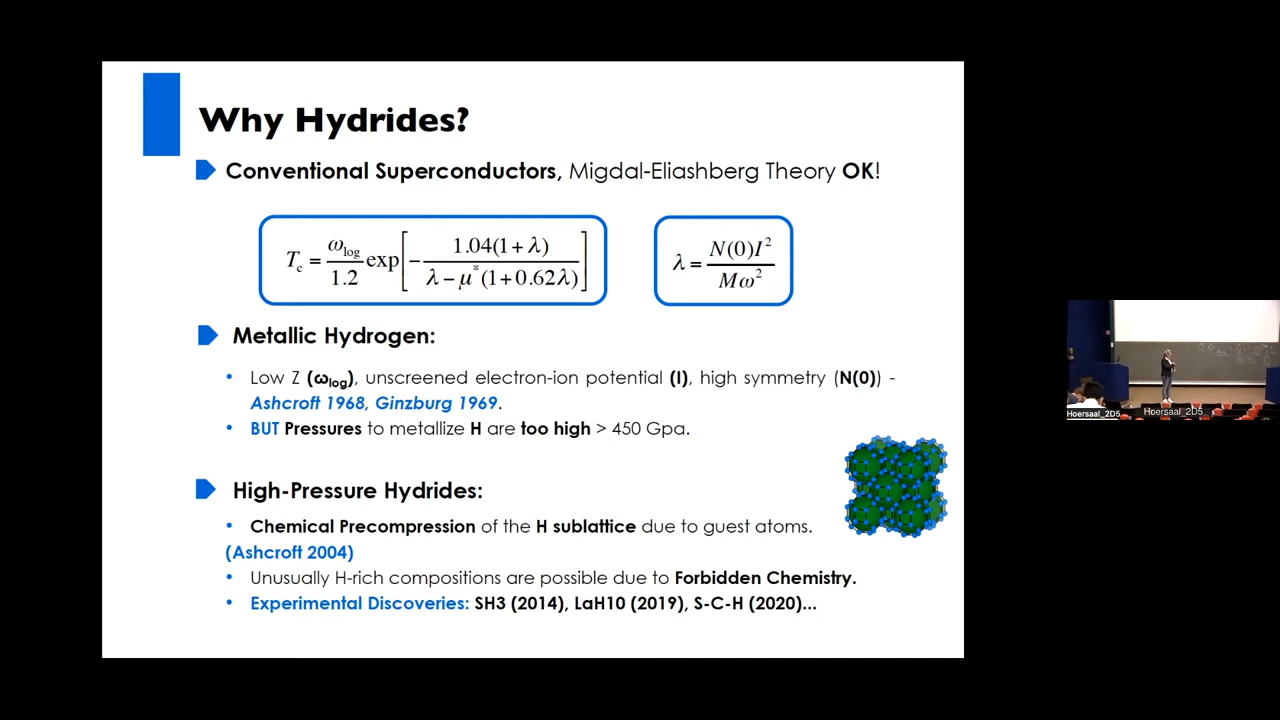 Why Hydrides?
Conventional Superconductors, Migdal-Eliashberg Theory OK!
T_c = ω_log/1.2 exp[-1.04(1+λ)/(λ-μ*(1+0.62λ))]
λ = N(0)I²/Mω²
Metallic Hydrogen:
• Low Z (ω_log), unscreened electron-ion potential (I), high symmetry (N(0)) -
Ashcroft 1968, Ginzburg 1969.
• BUT Pressures to metallize H are too high > 450 Gpa.
High-Pressure Hydrides:
• Chemical Precompression of the H sublattice due to guest atoms.
(Ashcroft 2004)
• Unusually H-rich compositions are possible due to Forbidden Chemistry.
• Experimental Discoveries: SH3 (2014), LaH10 (2019), S-C-H (2020)...
Hoersaal_2D5
Hoersaal_2D5